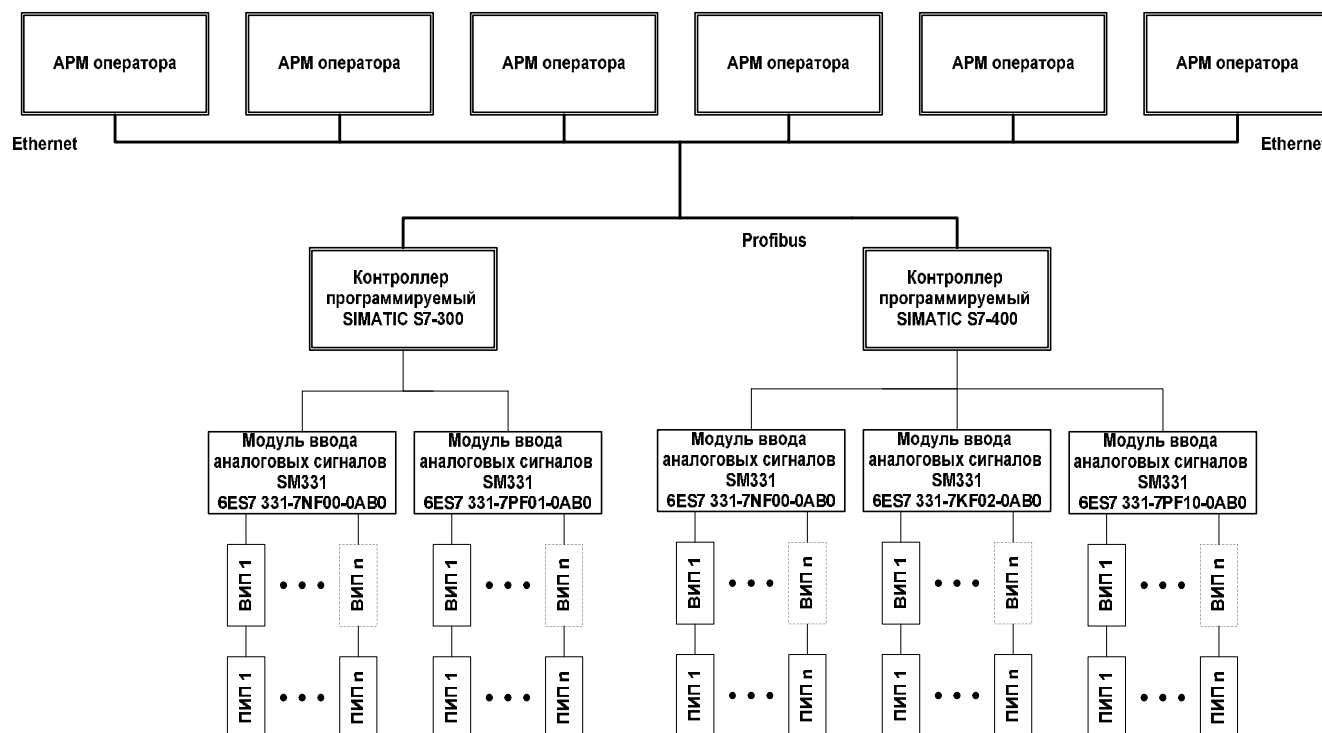 АРМ оператора
АРМ оператора
АРМ оператора
АРМ оператора
АРМ оператора
АРМ оператора
Ethernet
Ethernet
Profibus
Контроллер
программируемый
SIMATIC S7-300
Контроллер
программируемый
SIMATIC S7-400
Модуль ввода
аналоговых сигналов
SM331
6ES7 331-7NF00-0AB0
Модуль ввода
аналоговых сигналов
SM331
6ES7 331-7PF01-0AB0
Модуль ввода
аналоговых сигналов
SM331
6ES7 331-7NF00-0AB0
Модуль ввода
аналоговых сигналов
SM331
6ES7 331-7KF02-0AB0
Модуль ввода
аналоговых сигналов
SM331
6ES7 331-7PF10-0AB0
ВИП 1
ВИП n
ВИП 1
ВИП n
ВИП 1
ВИП n
ВИП 1
ВИП n
ВИП 1
ВИП n
ПИП 1
ПИП n
ПИП 1
ПИП n
ПИП 1
ПИП n
ПИП 1
ПИП n
ПИП 1
ПИП n